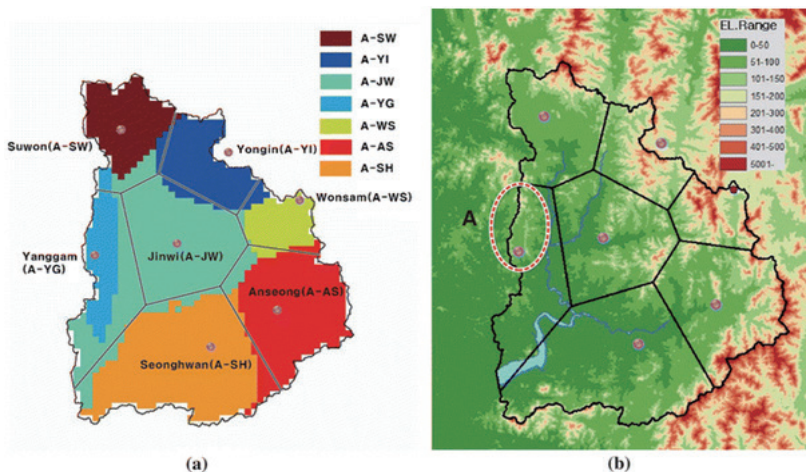 A-SW
A-YI
A-JW
A-YG
A-WS
A-AS
A-SH
Suwon(A-SW)
Yongin(A-YI)
Wonsam(A-WS)
Yanggam
(A-YG)
Jinwi(A-JW)
Anseong(A-AS)
Seonghwan(A-SH)
(a)
EL.Range
0-50
51-100
101-150
151-200
201-300
301-400
401-500
5001-
A
(b)